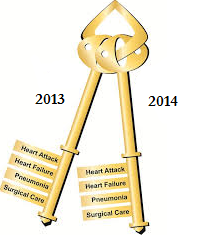 2013
2014
Heart Attack
Heart Failure
Pneumonia
Surgical Care
Heart Attack
Heart Failure
Pneumonia
Surgical Care